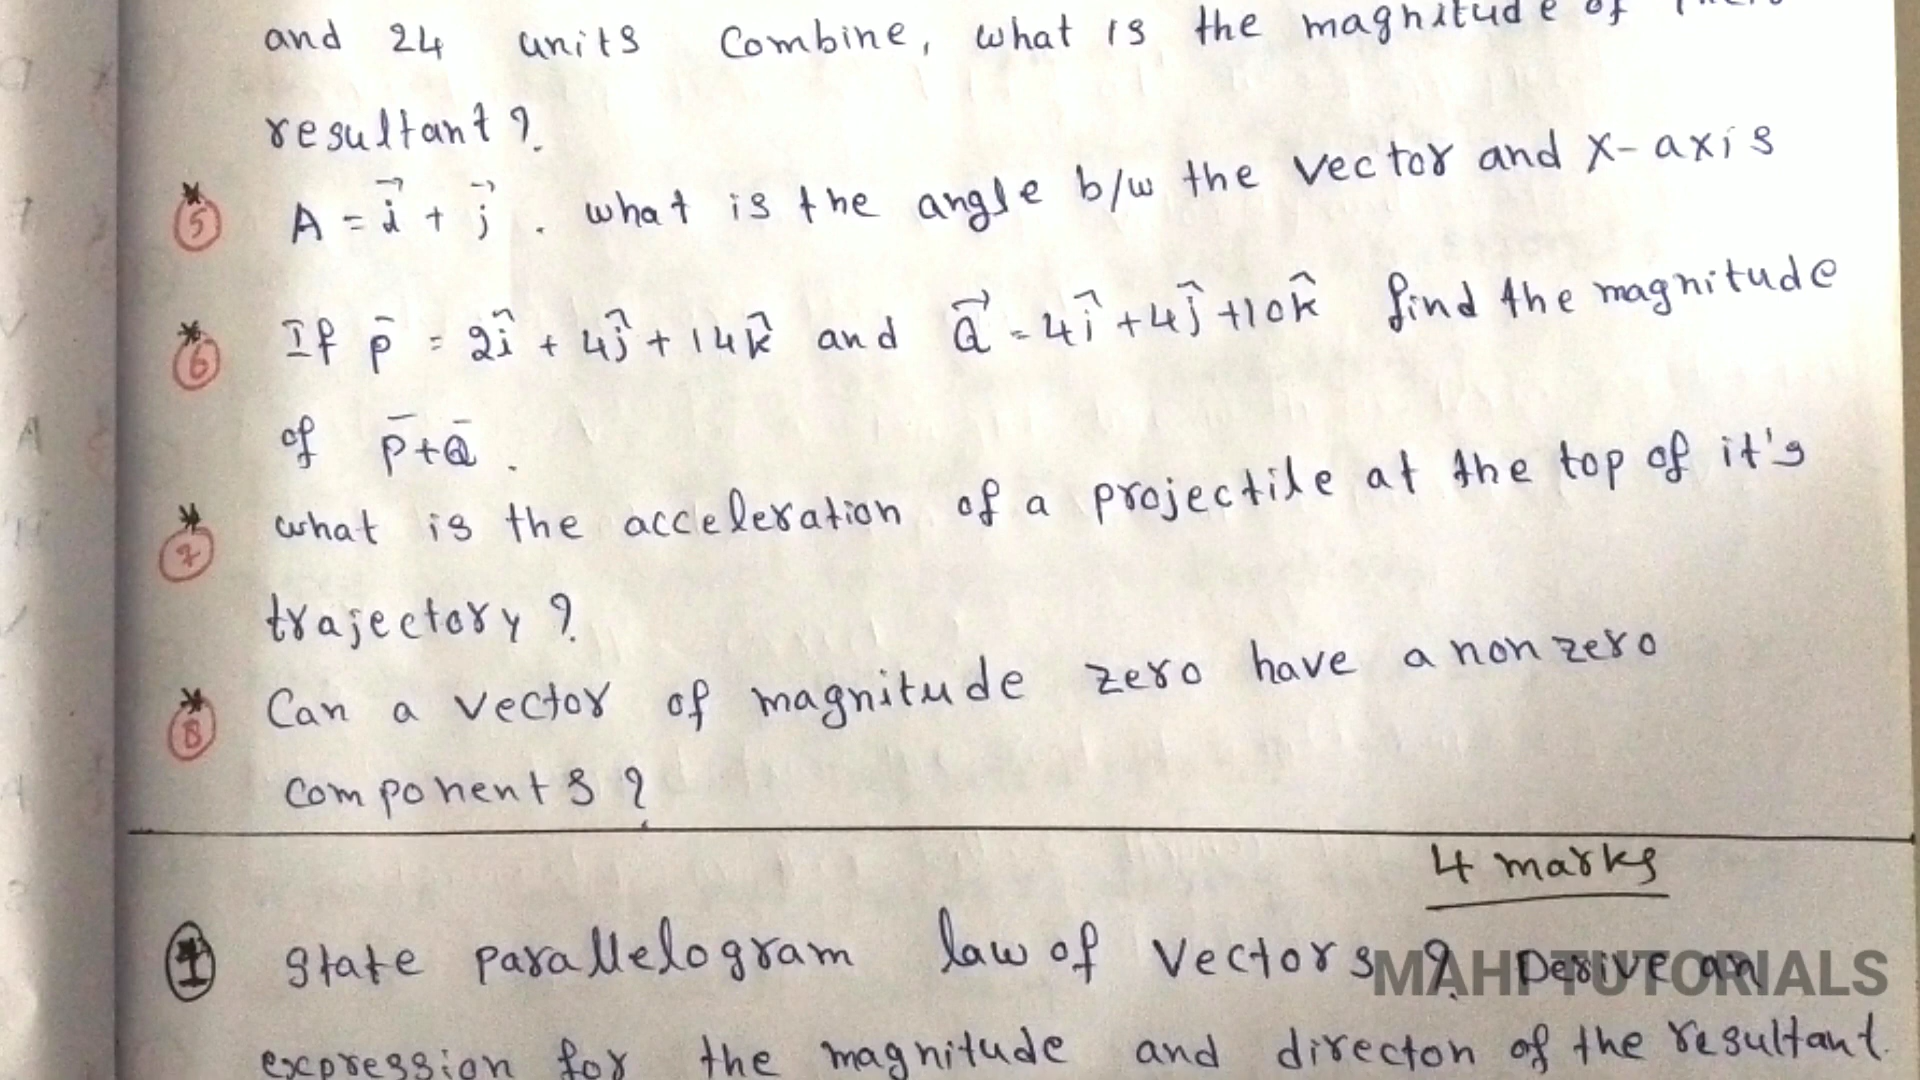 and 24 units Combine, what is the magnitude of
resultant ?
5 A = i⃗ + j⃗ . what is the angle b/w the vector and X-axis
6 If p̄ = 2î + 4ĵ + 14k̂ and Q⃗ = 4î + 4ĵ + 10k̂ find the magnitude
of p̄+Q̄ .
7 what is the acceleration of a projectile at the top of it's
trajectory ?
8 Can a vector of magnitude zero have a non zero
components ?
4 marks
1 state parallelogram law of vectors ? Derive an
MAHI TUTORIALS
expression for the magnitude and directon of the resultant.